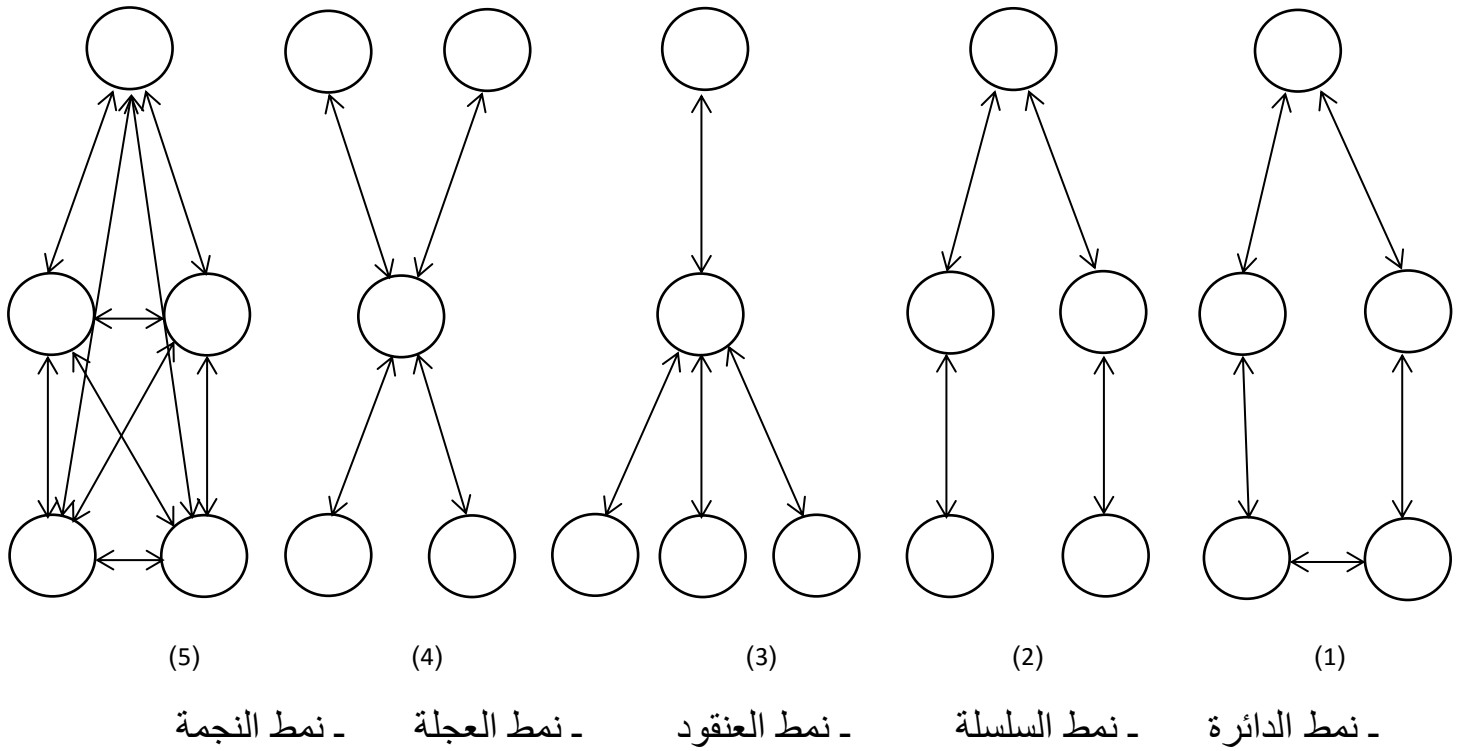 (1) (2) (3) (4) (5)
- نمط الدائرة - نمط السلسلة - نمط العنقود - نمط العجلة - نمط النجمة